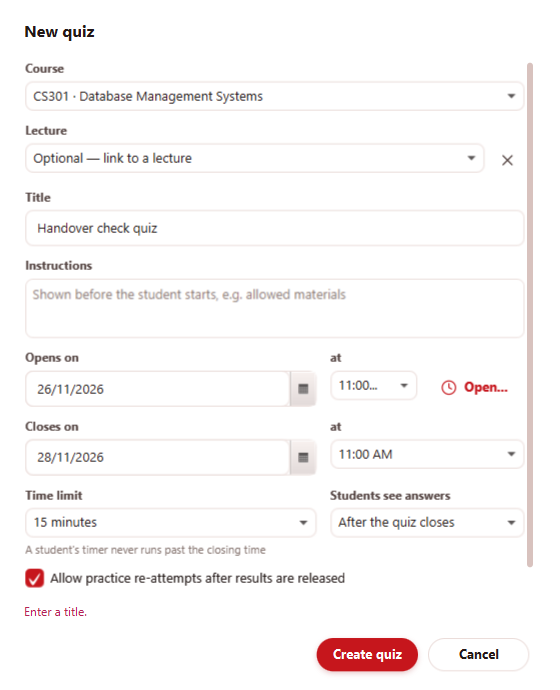 New quiz
Course
CS301 · Database Management Systems
Lecture
Optional — link to a lecture
Title
Handover check quiz
Instructions
Shown before the student starts, e.g. allowed materials
Opens on
at
26/11/2026
11:00...
Open...
Closes on
at
28/11/2026
11:00 AM
Time limit
Students see answers
15 minutes
After the quiz closes
A student's timer never runs past the closing time
Allow practice re-attempts after results are released
Enter a title.
Create quiz
Cancel